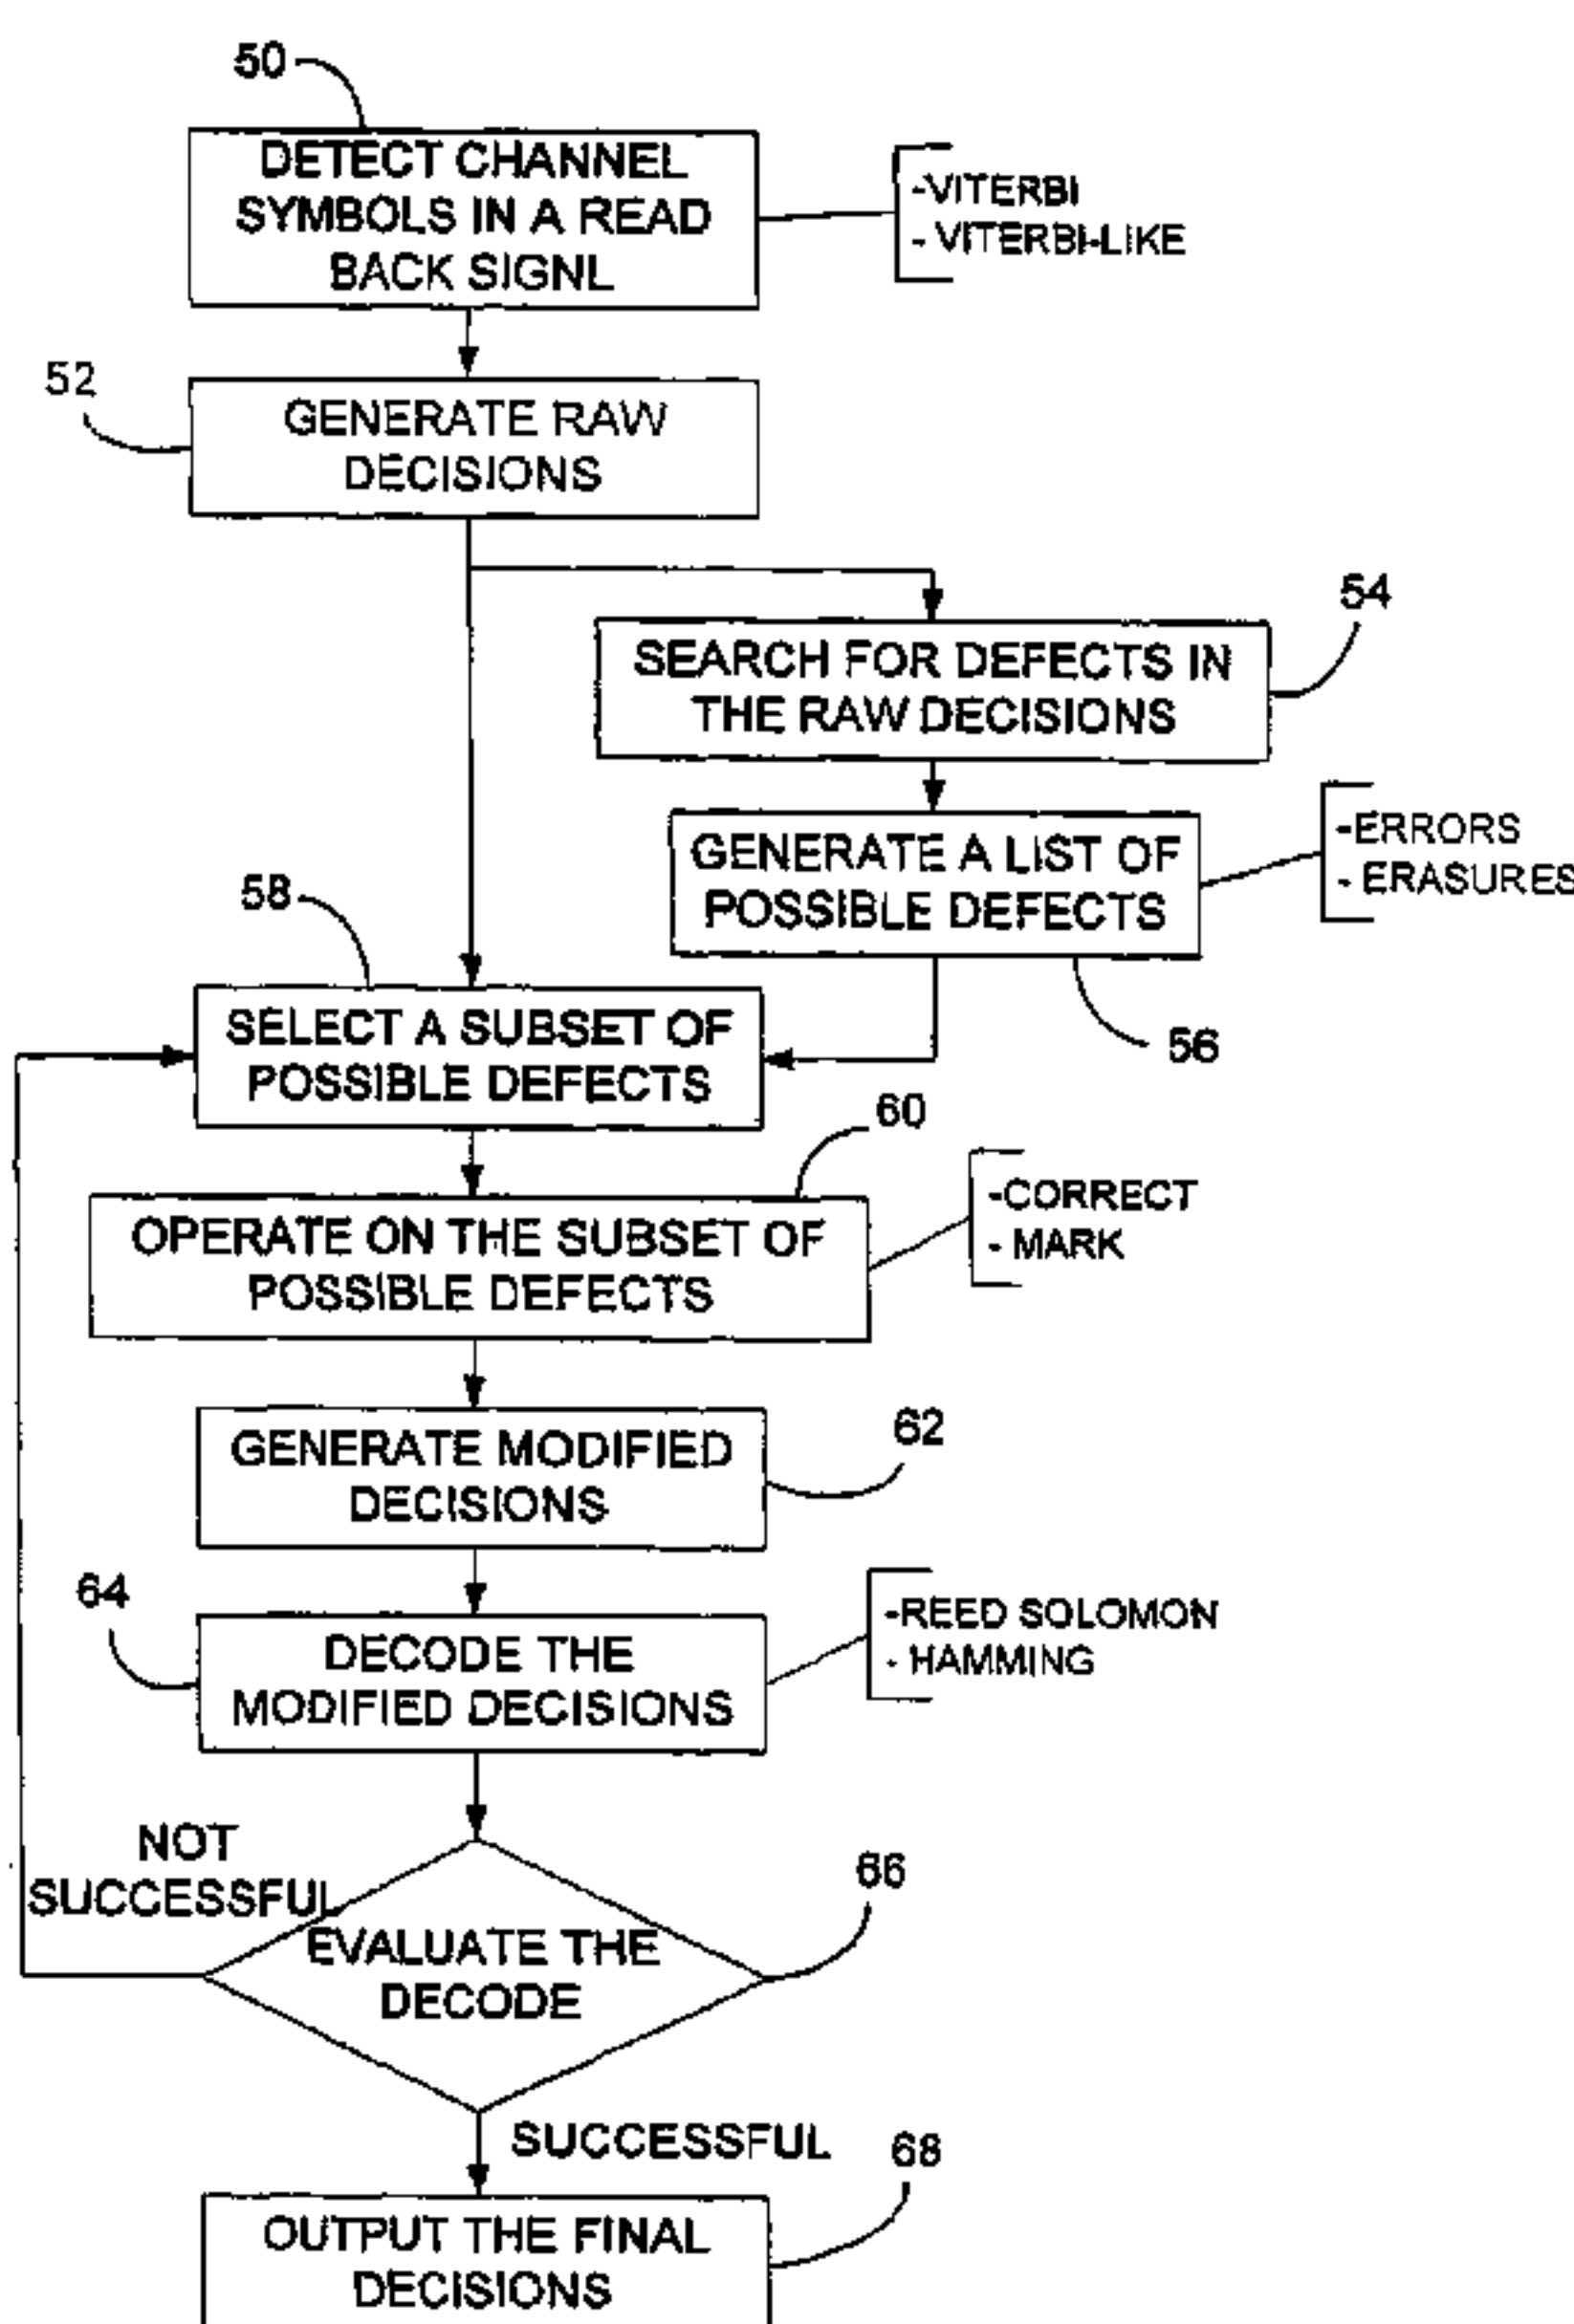 50
DETECT CHANNEL
SYMBOLS IN A READ
BACK SIGNL
-VITERBI
- VITERBI-LIKE
52
GENERATE RAW
DECISIONS
54
SEARCH FOR DEFECTS IN
THE RAW DECISIONS
GENERATE A LIST OF
POSSIBLE DEFECTS
-ERRORS
- ERASURES
56
58
SELECT A SUBSET OF
POSSIBLE DEFECTS
60
OPERATE ON THE SUBSET OF
POSSIBLE DEFECTS
-CORRECT
- MARK
62
GENERATE MODIFIED
DECISIONS
64
DECODE THE
MODIFIED DECISIONS
-REED SOLOMON
- HAMMING
NOT
SUCCESSFUL
66
EVALUATE THE
DECODE
SUCCESSFUL
68
OUTPUT THE FINAL
DECISIONS